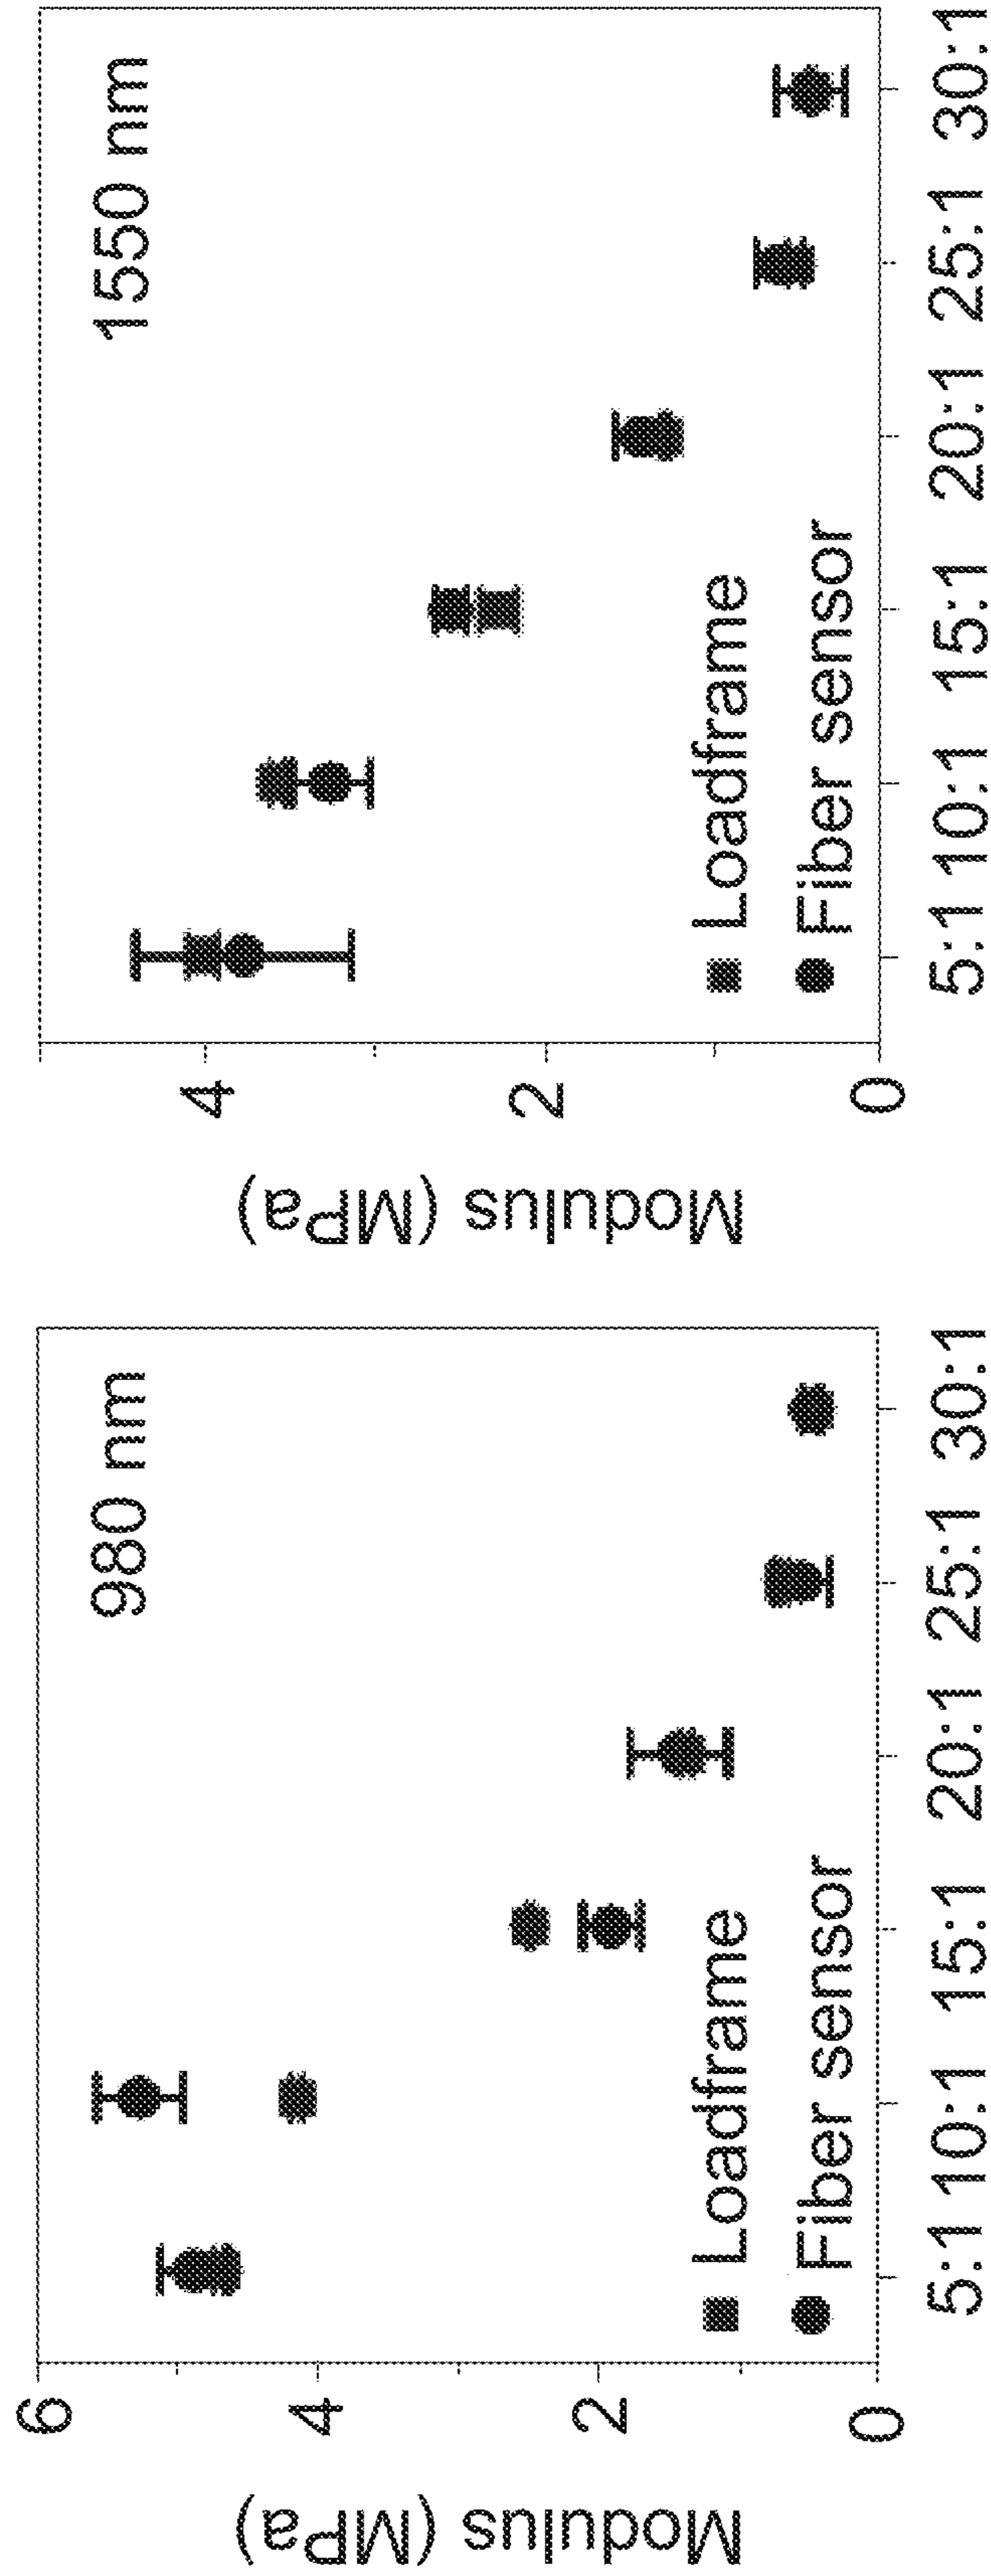 6
4
2
0
Modulus (MPa)
980 nm
Loadframe
Fiber sensor
5:1 10:1 15:1 20:1 25:1 30:1
4
2
0
Modulus (MPa)
1550 nm
Loadframe
Fiber sensor
5:1 10:1 15:1 20:1 25:1 30:1